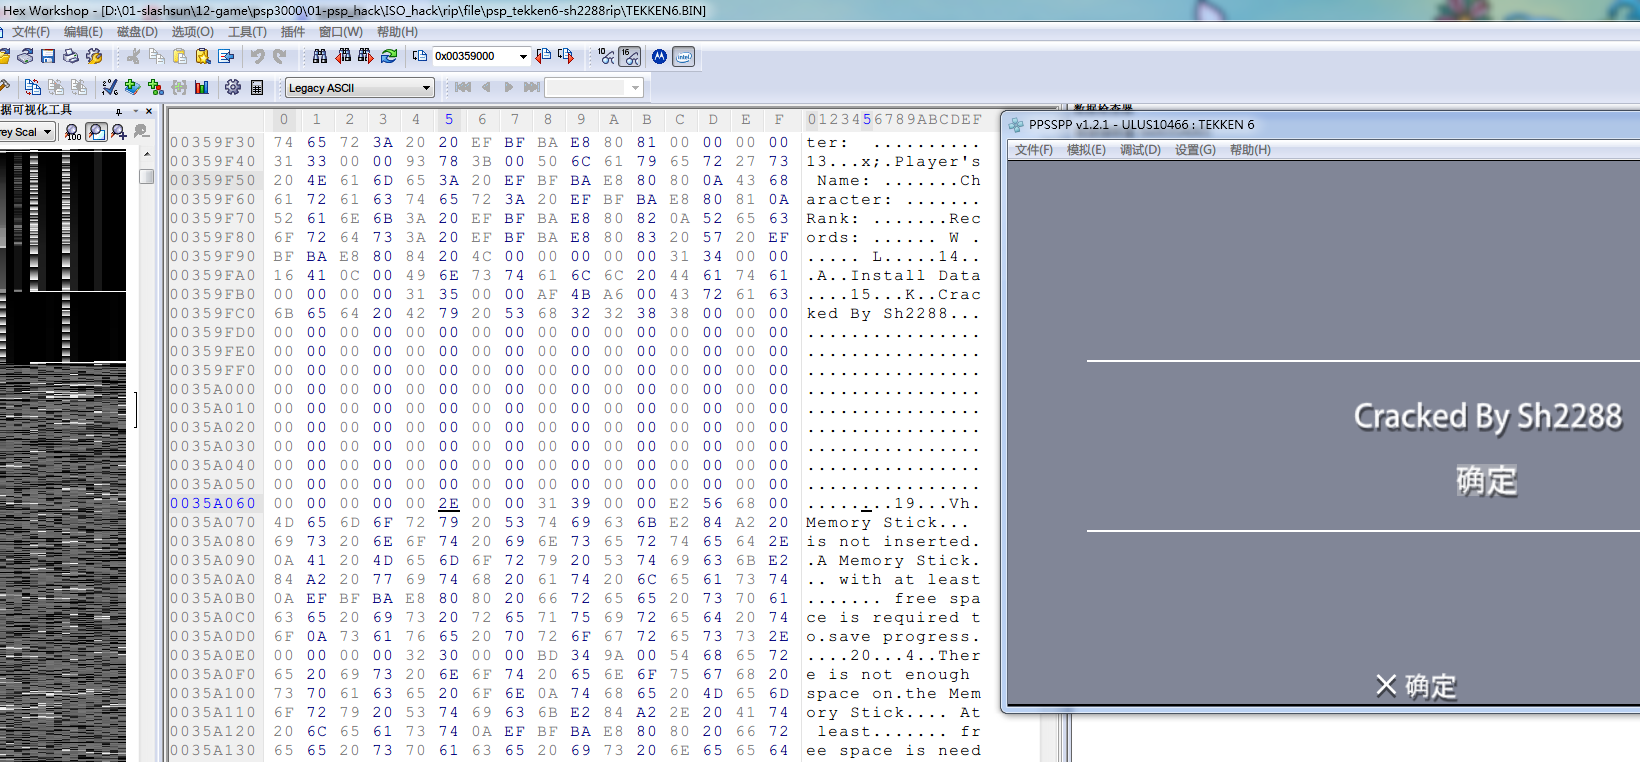 Hex Workshop - [D:\01-slashsun\12-game\psp3000\01-psp_hack\ISO_hack\rip\file\psp_tekken6-sh2288rip\TEKKEN6.BIN]
文件(F) 编辑(E) 磁盘(D) 选项(O) 工具(T) 插件 窗口(W) 帮助(H)
0x00359000
Legacy ASCII
据可视化工具
rey Scal
数据检查器
0 1 2 3 4 5 6 7 8 9 A B C D E F 0123456789ABCDEF
00359F30 74 65 72 3A 20 20 EF BF BA E8 80 81 00 00 00 00 ter:  ..........
00359F40 31 33 00 00 93 78 3B 00 50 6C 61 79 65 72 27 73 13...x;.Player's
00359F50 20 4E 61 6D 65 3A 20 EF BF BA E8 80 80 0A 43 68 Name: .......Ch
00359F60 61 72 61 63 74 65 72 3A 20 EF BF BA E8 80 81 0A aracter: .......
00359F70 52 61 6E 6B 3A 20 EF BF BA E8 80 82 0A 52 65 63 Rank: .......Rec
00359F80 6F 72 64 73 3A 20 EF BF BA E8 80 83 20 57 20 EF ords: ...... W .
00359F90 BF BA E8 80 84 20 4C 00 00 00 00 00 31 34 00 00 ..... L.....14..
00359FA0 16 41 0C 00 49 6E 73 74 61 6C 6C 20 44 61 74 61 .A..Install Data
00359FB0 00 00 00 00 31 35 00 00 AF 4B A6 00 43 72 61 63 ....15...K..Crac
00359FC0 6B 65 64 20 42 79 20 53 68 32 32 38 38 00 00 00 ked By Sh2288...
00359FD0 00 00 00 00 00 00 00 00 00 00 00 00 00 00 00 00 ................
00359FE0 00 00 00 00 00 00 00 00 00 00 00 00 00 00 00 00 ................
00359FF0 00 00 00 00 00 00 00 00 00 00 00 00 00 00 00 00 ................
0035A000 00 00 00 00 00 00 00 00 00 00 00 00 00 00 00 00 ................
0035A010 00 00 00 00 00 00 00 00 00 00 00 00 00 00 00 00 ................
0035A020 00 00 00 00 00 00 00 00 00 00 00 00 00 00 00 00 ................
0035A030 00 00 00 00 00 00 00 00 00 00 00 00 00 00 00 00 ................
0035A040 00 00 00 00 00 00 00 00 00 00 00 00 00 00 00 00 ................
0035A050 00 00 00 00 00 00 00 00 00 00 00 00 00 00 00 00 ................
0035A060 00 00 00 00 00 2E 00 00 31 39 00 00 E2 56 68 00 ........19...Vh.
0035A070 4D 65 6D 6F 72 79 20 53 74 69 63 6B E2 84 A2 20 Memory Stick...
0035A080 69 73 20 6E 6F 74 20 69 6E 73 65 72 74 65 64 2E is not inserted.
0035A090 0A 41 20 4D 65 6D 6F 72 79 20 53 74 69 63 6B E2 .A Memory Stick.
0035A0A0 84 A2 20 77 69 74 68 20 61 74 20 6C 65 61 73 74 .. with at least
0035A0B0 0A EF BF BA E8 80 80 20 66 72 65 65 20 73 70 61 ....... free spa
0035A0C0 63 65 20 69 73 20 72 65 71 75 69 72 65 64 20 74 ce is required t
0035A0D0 6F 0A 73 61 76 65 20 70 72 6F 67 72 65 73 73 2E o.save progress.
0035A0E0 00 00 00 00 32 30 00 00 BD 34 9A 00 54 68 65 72 ....20...4..Ther
0035A0F0 65 20 69 73 20 6E 6F 74 20 65 6E 6F 75 67 68 20 e is not enough
0035A100 73 70 61 63 65 20 6F 6E 0A 74 68 65 20 4D 65 6D space on.the Mem
0035A110 6F 72 79 20 53 74 69 63 6B E2 84 A2 2E 20 41 74 ory Stick.... At
0035A120 20 6C 65 61 73 74 0A EF BF BA E8 80 80 20 66 72 least....... fr
0035A130 65 65 20 73 70 61 63 65 20 69 73 20 6E 65 65 64 ee space is need
PPSSPP v1.2.1 - ULUS10466 : TEKKEN 6
文件(F) 模拟(E) 调试(D) 设置(G) 帮助(H)
Cracked By Sh2288
确定
✕ 确定